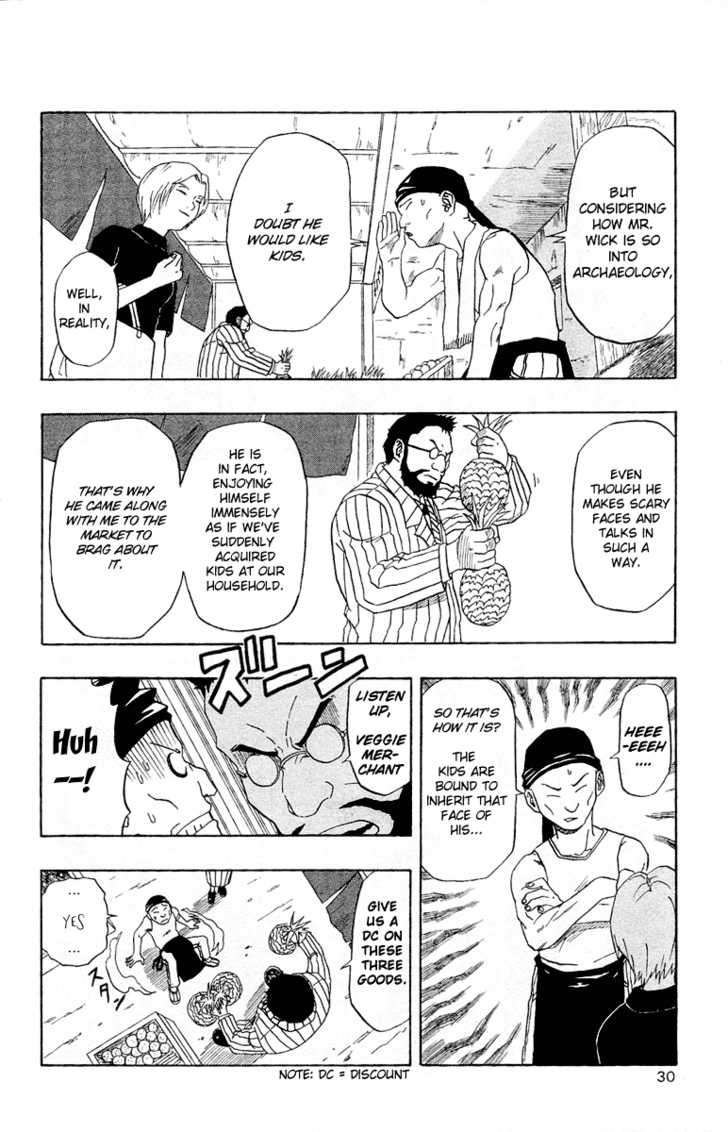 BUT
CONSIDERING
HOW MR.
WICK IS SO
INTO
ARCHAEOLOGY,
I
DOUBT HE
WOULD LIKE
KIDS.
WELL,
IN
REALITY,
EVEN
THOUGH HE
MAKES SCARY
FACES AND
TALKS IN
SUCH A
WAY.
HE IS
IN FACT,
ENJOYING
HIMSELF
IMMENSELY
AS IF WE'VE
SUDDENLY
ACQUIRED
KIDS AT OUR
HOUSEHOLD.
THAT'S WHY
HE CAME ALONG
WITH ME TO THE
MARKET TO
BRAG ABOUT
IT.
HEEE
-EEEH
....
SO THAT'S
HOW IT IS?
THE
KIDS ARE
BOUND TO
INHERIT THAT
FACE OF
HIS...
ズーン
LISTEN
UP,
VEGGIE
MER-
CHANT
Huh
--!
GIVE
US A
DC ON
THESE
THREE
GOODS.
...
YES
...
スタン
NOTE: DC = DISCOUNT
30